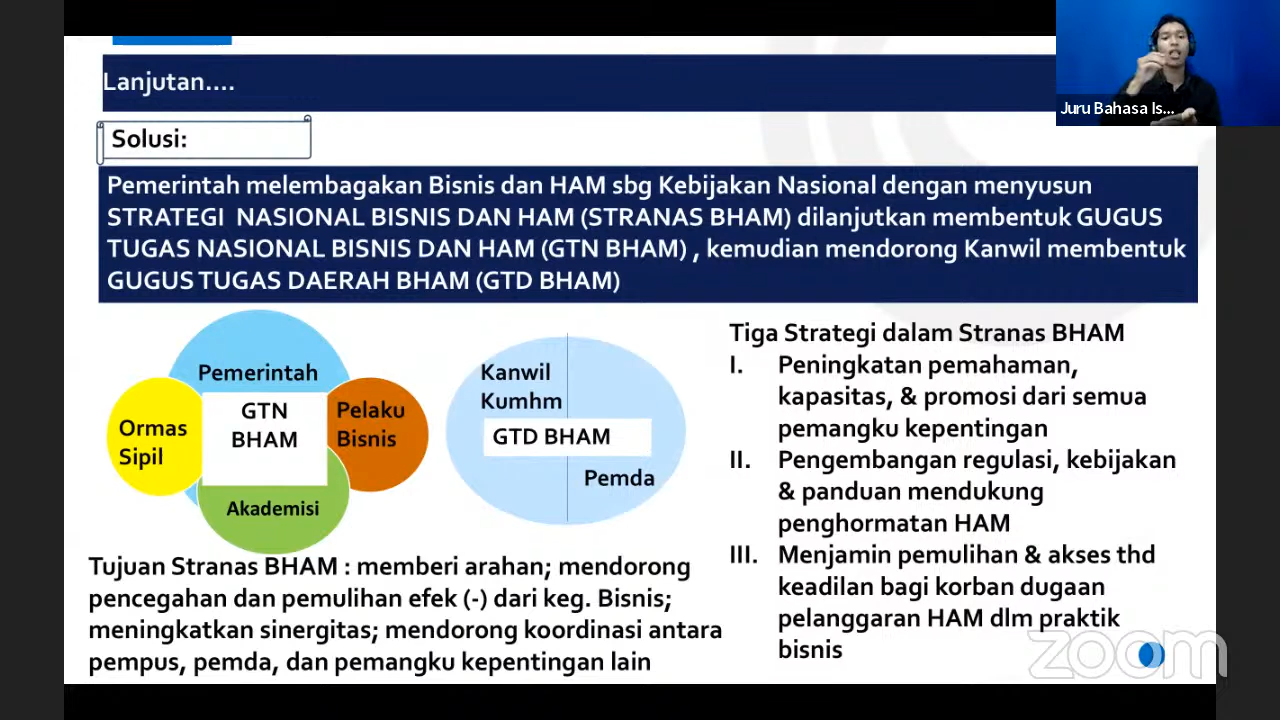 Lanjutan....
Juru Bahasa Is...
Solusi:
Pemerintah melembagakan Bisnis dan HAM sbg Kebijakan Nasional dengan menyusun
STRATEGI NASIONAL BISNIS DAN HAM (STRANAS BHAM) dilanjutkan membentuk GUGUS
TUGAS NASIONAL BISNIS DAN HAM (GTN BHAM) , kemudian mendorong Kanwil membentuk
GUGUS TUGAS DAERAH BHAM (GTD BHAM)
Pemerintah
GTN
BHAM
Ormas
Sipil
Pelaku
Bisnis
Akademisi
Kanwil
Kumhm
GTD BHAM
Pemda
Tujuan Stranas BHAM : memberi arahan; mendorong
pencegahan dan pemulihan efek (-) dari keg. Bisnis;
meningkatkan sinergitas; mendorong koordinasi antara
pempus, pemda, dan pemangku kepentingan lain
Tiga Strategi dalam Stranas BHAM
I. Peningkatan pemahaman,
kapasitas, & promosi dari semua
pemangku kepentingan
II. Pengembangan regulasi, kebijakan
& panduan mendukung
penghormatan HAM
III. Menjamin pemulihan & akses thd
keadilan bagi korban dugaan
pelanggaran HAM dlm praktik
bisnis
zoom